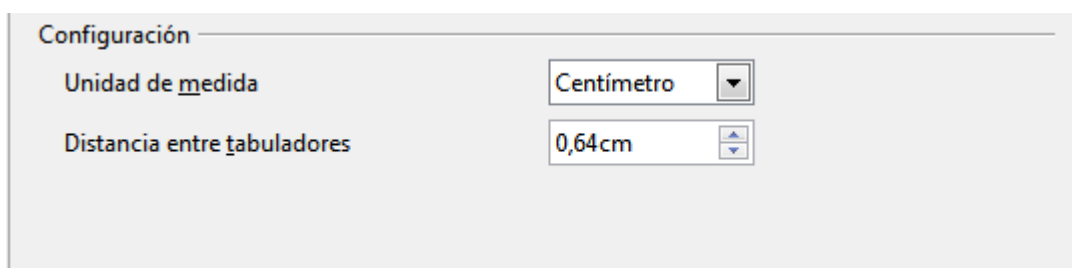 Configuración
Unidad de medida Centímetro
Distancia entre tabuladores 0,64cm